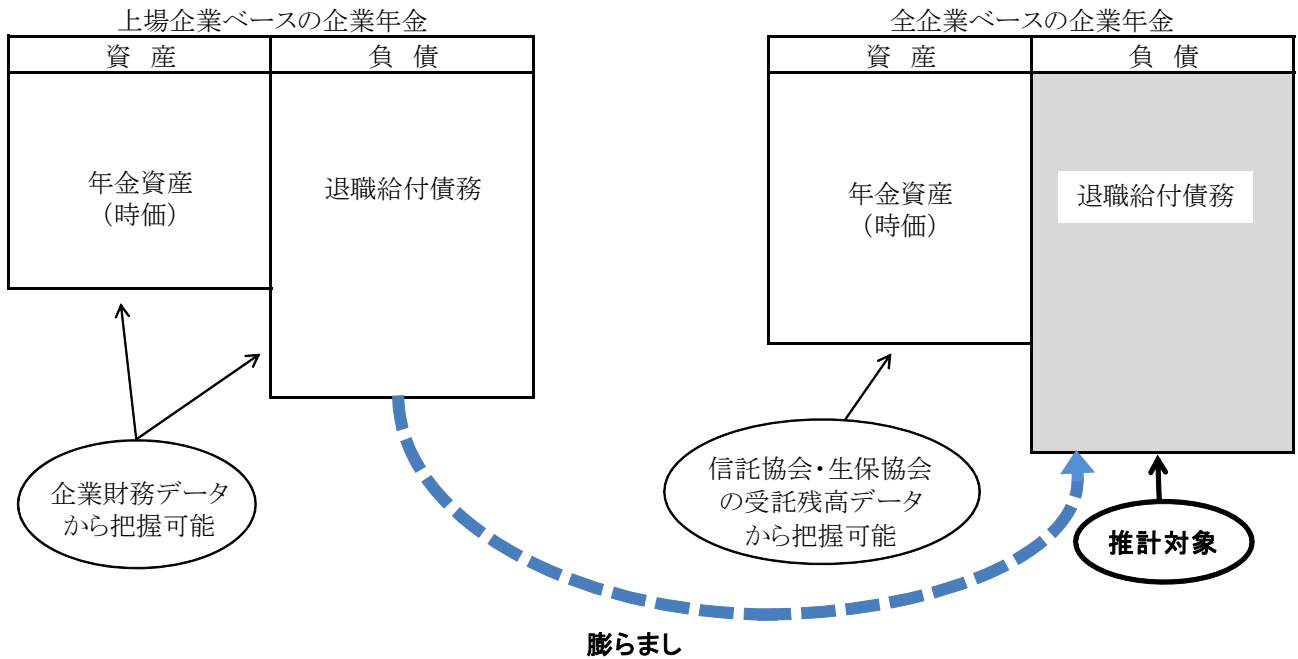 上場企業ベースの企業年金
資 産
負 債
年金資産
（時価）
退職給付債務
企業財務データ
から把握可能
全企業ベースの企業年金
資 産
負 債
年金資産
（時価）
退職給付債務
信託協会・生保協会
の受託残高データ
から把握可能
推計対象
膨らまし